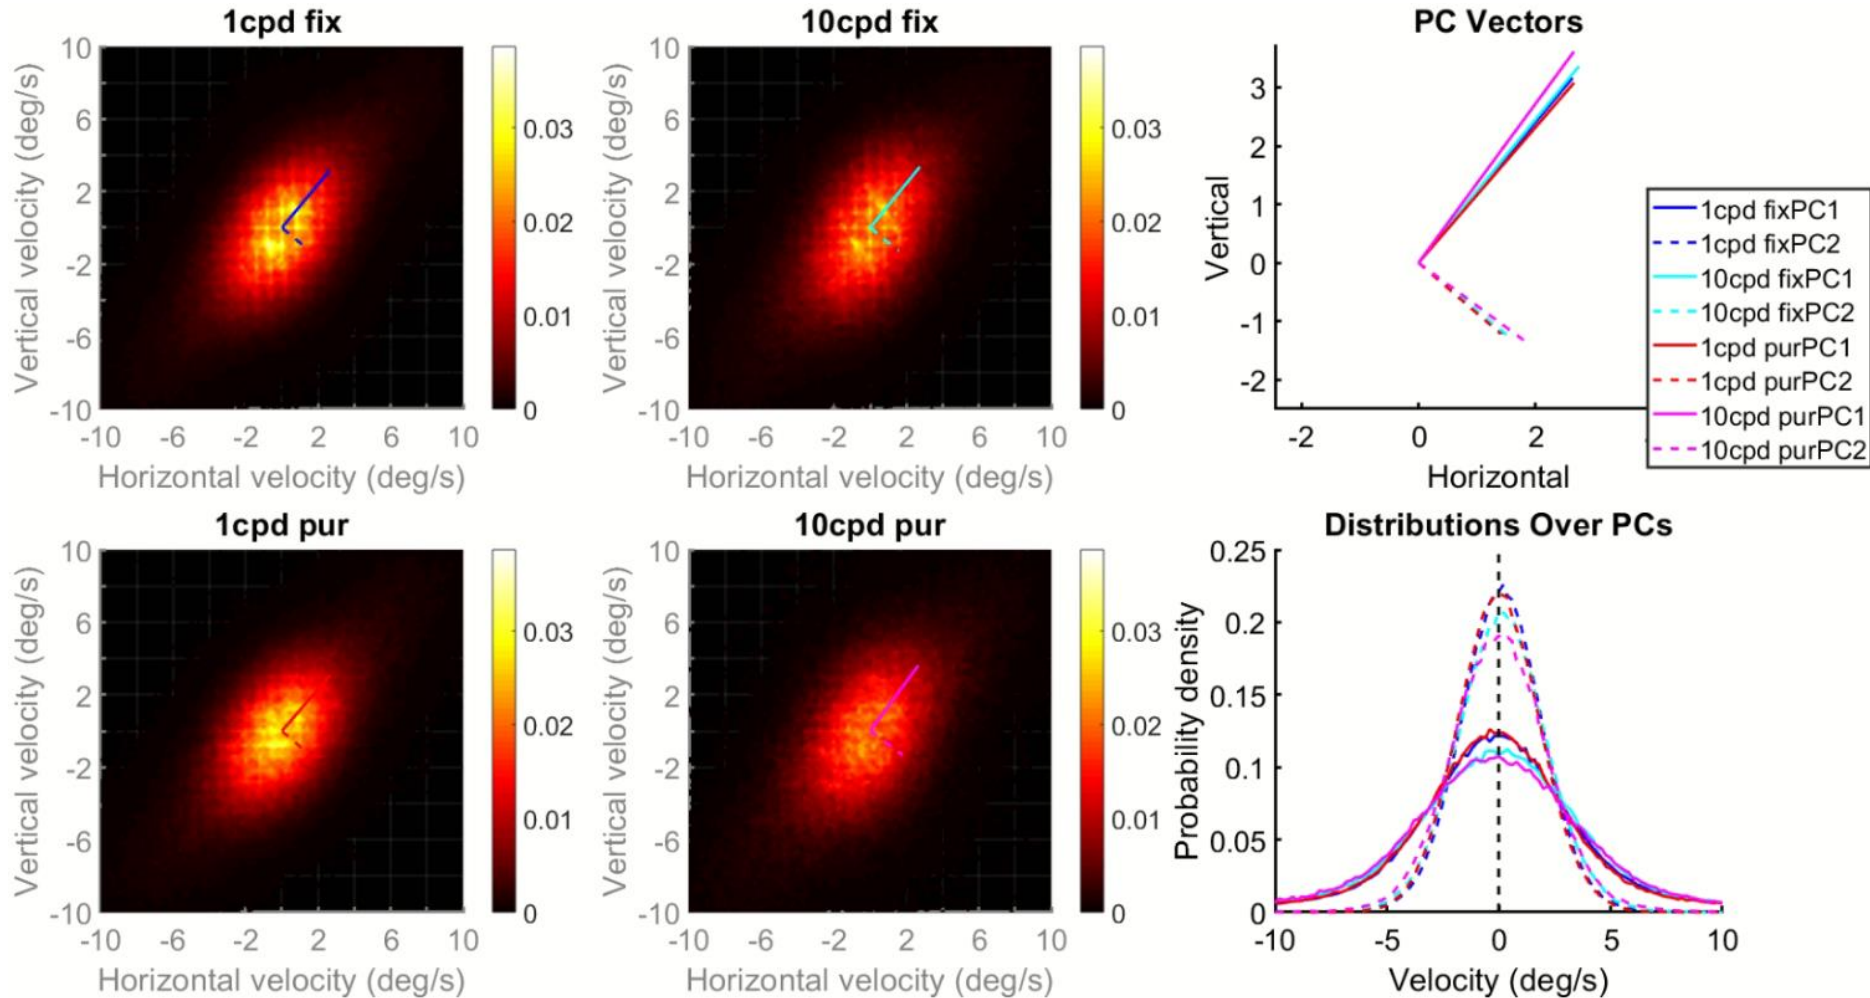 1cpd fix
10
6
2
-2
-6
-10
-10 -6 -2 2 6 10
Vertical velocity (deg/s)
Horizontal velocity (deg/s)
0.03
0.02
0.01
0
10cpd fix
10
6
2
-2
-6
-10
-10 -6 -2 2 6 10
Vertical velocity (deg/s)
Horizontal velocity (deg/s)
0.03
0.02
0.01
0
PC Vectors
3
2
1
0
-1
-2
-2 0 2
Vertical
Horizontal
1cpd fixPC1
1cpd fixPC2
10cpd fixPC1
10cpd fixPC2
1cpd purPC1
1cpd purPC2
10cpd purPC1
10cpd purPC2
1cpd pur
10
6
2
-2
-6
-10
-10 -6 -2 2 6 10
Vertical velocity (deg/s)
Horizontal velocity (deg/s)
0.03
0.02
0.01
0
10cpd pur
10
6
2
-2
-6
-10
-10 -6 -2 2 6 10
Vertical velocity (deg/s)
Horizontal velocity (deg/s)
0.03
0.02
0.01
0
Distributions Over PCs
0.25
0.2
0.15
0.1
0.05
0
-10 -5 0 5 10
Probability density
Velocity (deg/s)